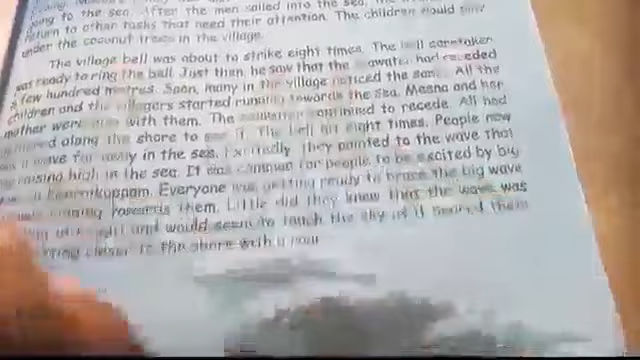 going to the sea. After the men sailed into the sea, the
return to other tasks that need their attention. The children would play
under the coconut trees in the village.
The village bell was about to strike eight times. The bell caretaker
was ready to ring the bell. Just then he saw that the seawater had receded
a few hundred metres. Soon, many in the village noticed the same. All the
children and the villagers started running towards the sea. Meena and her
mother were with them. The seawater continued to recede. All had
along the shore to see it. The bell hit eight times. People now
saw a wave far away in the sea. Excitedly they pointed to the wave that
was rising high in the sea. It was common for people to be excited by big
Everyone was getting ready to brave the big wave
coming towards them. Little did they know that the wave was
and would seem to touch the sky as it neared them
closer to the shore with a roar